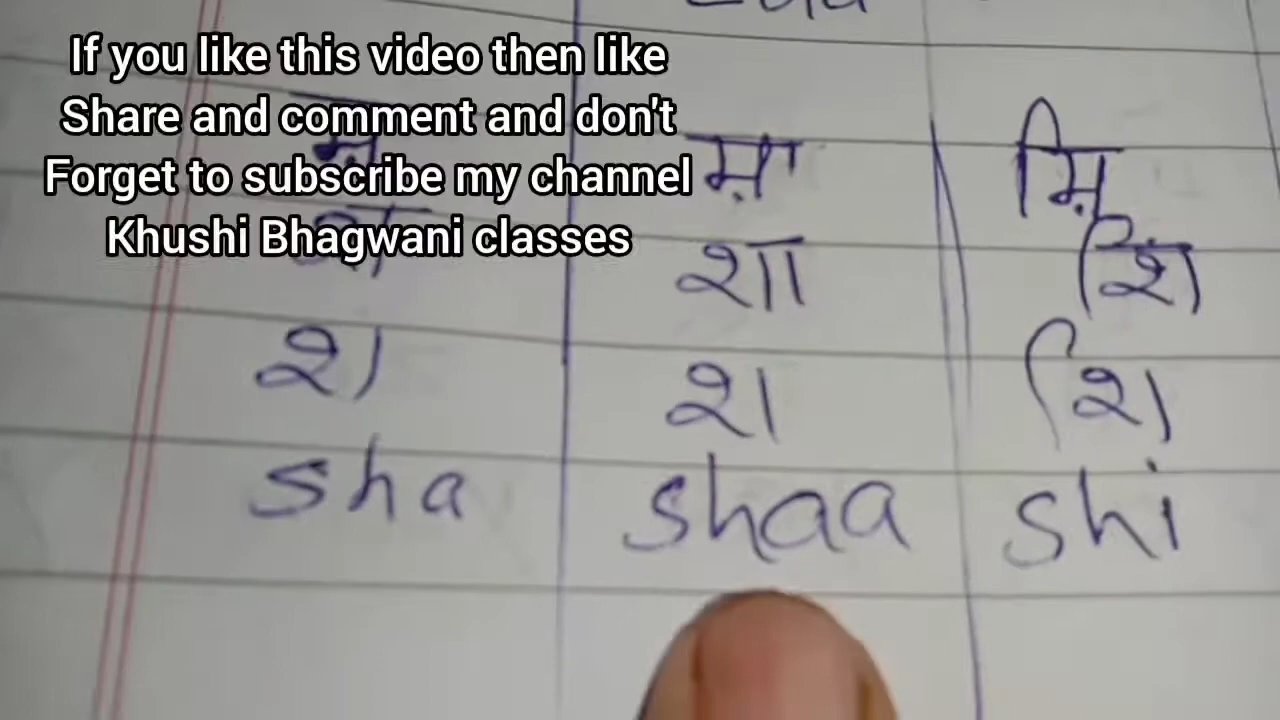 If you like this video then like
Share and comment and don't
Forget to subscribe my channel
Khushi Bhagwani classes
ਸ਼ਾ ਸ਼ਿ
शा शि
શ શ શિ
sha shaa shi